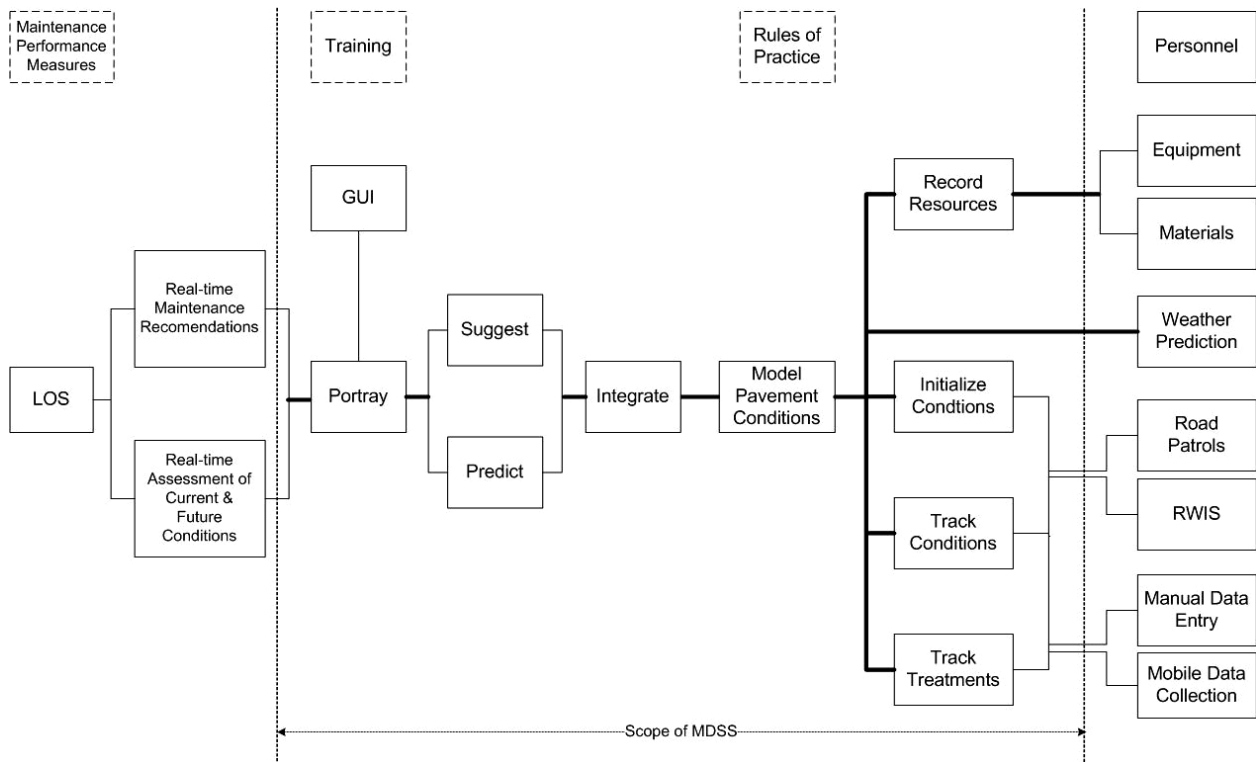 Maintenance
Performance
Measures
Training
Rules of
Practice
Personnel
Equipment
GUI
Record
Resources
Materials
Real-time
Maintenance
Recomendations
Suggest
Weather
Prediction
LOS
Portray
Integrate
Model
Pavement
Conditions
Initialize
Condtions
Road
Patrols
Real-time
Assessment of
Current &
Future
Conditions
Predict
RWIS
Track
Conditions
Manual Data
Entry
Track
Treatments
Mobile Data
Collection
Scope of MDSS